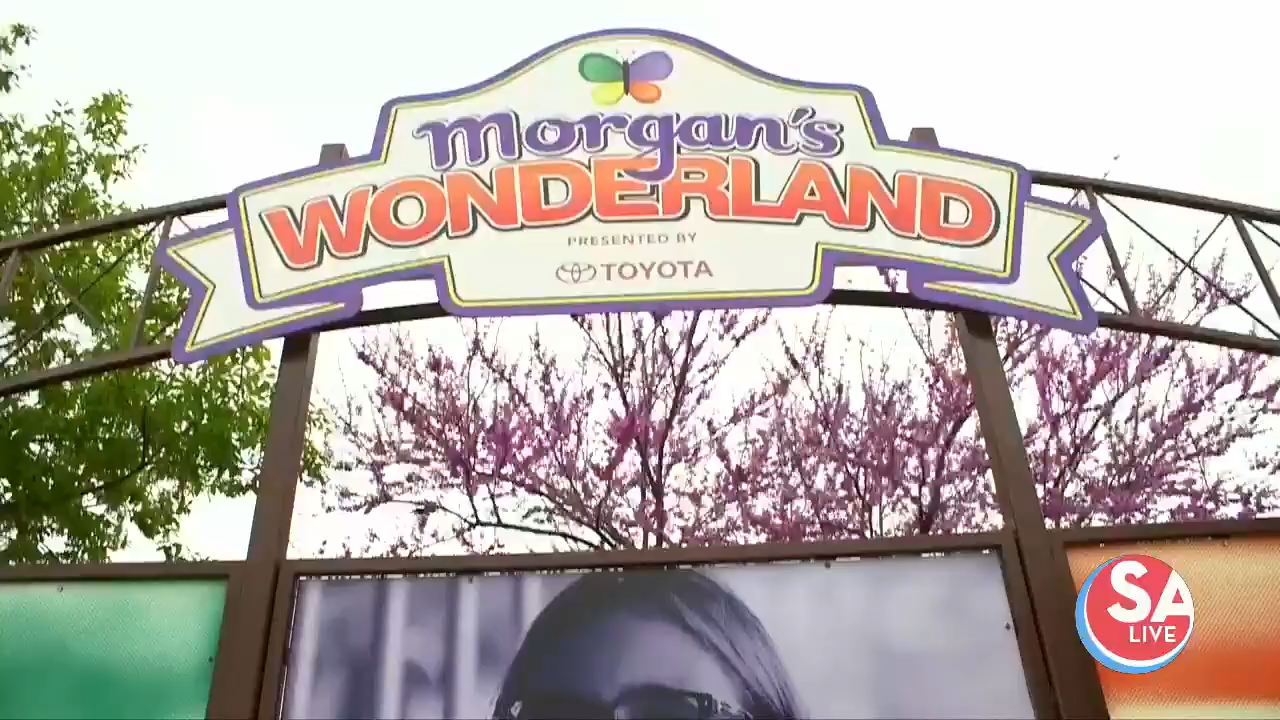 Morgan's
WONDERLAND
PRESENTED BY
TOYOTA
SA
LIVE